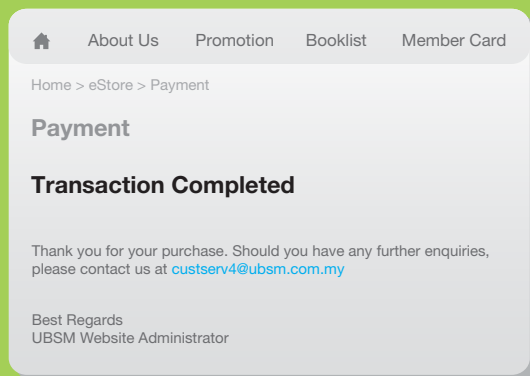 About Us Promotion Booklist Member Card
Home > eStore > Payment
Payment
Transaction Completed
Thank you for your purchase. Should you have any further enquiries,
please contact us at custserv4@ubsm.com.my
Best Regards
UBSM Website Administrator